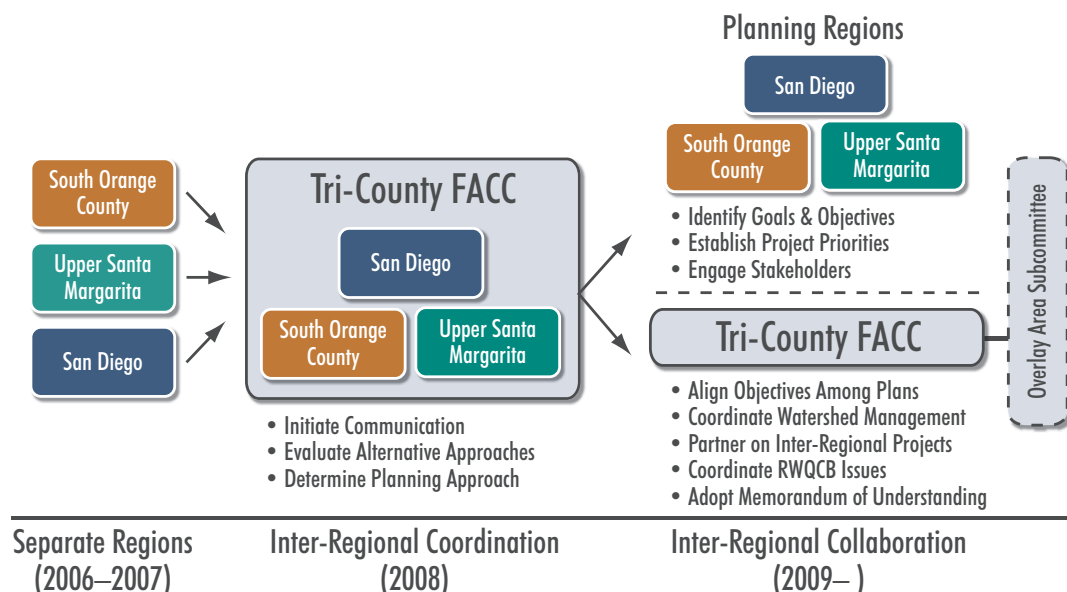 South Orange
County
Upper Santa
Margarita
San Diego
Tri-County FACC
San Diego
South Orange
County
Upper Santa
Margarita
• Initiate Communication
• Evaluate Alternative Approaches
• Determine Planning Approach
Planning Regions
San Diego
South Orange
County
Upper Santa
Margarita
• Identify Goals & Objectives
• Establish Project Priorities
• Engage Stakeholders
Tri-County FACC
• Align Objectives Among Plans
• Coordinate Watershed Management
• Partner on Inter-Regional Projects
• Coordinate RWQCB Issues
• Adopt Memorandum of Understanding
Overlay Area Subcommittee
Separate Regions
(2006–2007)
Inter-Regional Coordination
(2008)
Inter-Regional Collaboration
(2009– )